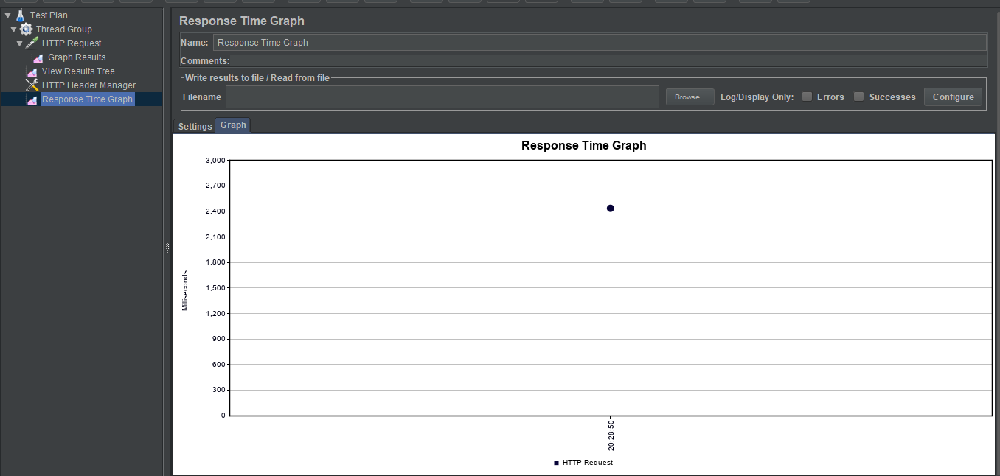 Test Plan
Thread Group
HTTP Request
Graph Results
View Results Tree
HTTP Header Manager
Response Time Graph
Response Time Graph
Name: Response Time Graph
Comments:
Write results to file / Read from file
Filename Browse... Log/Display Only: Errors Successes Configure
Settings Graph
Response Time Graph
3,000
2,700
2,400
2,100
1,800
1,500
1,200
900
600
300
0
Milliseconds
20:28:50
HTTP Request